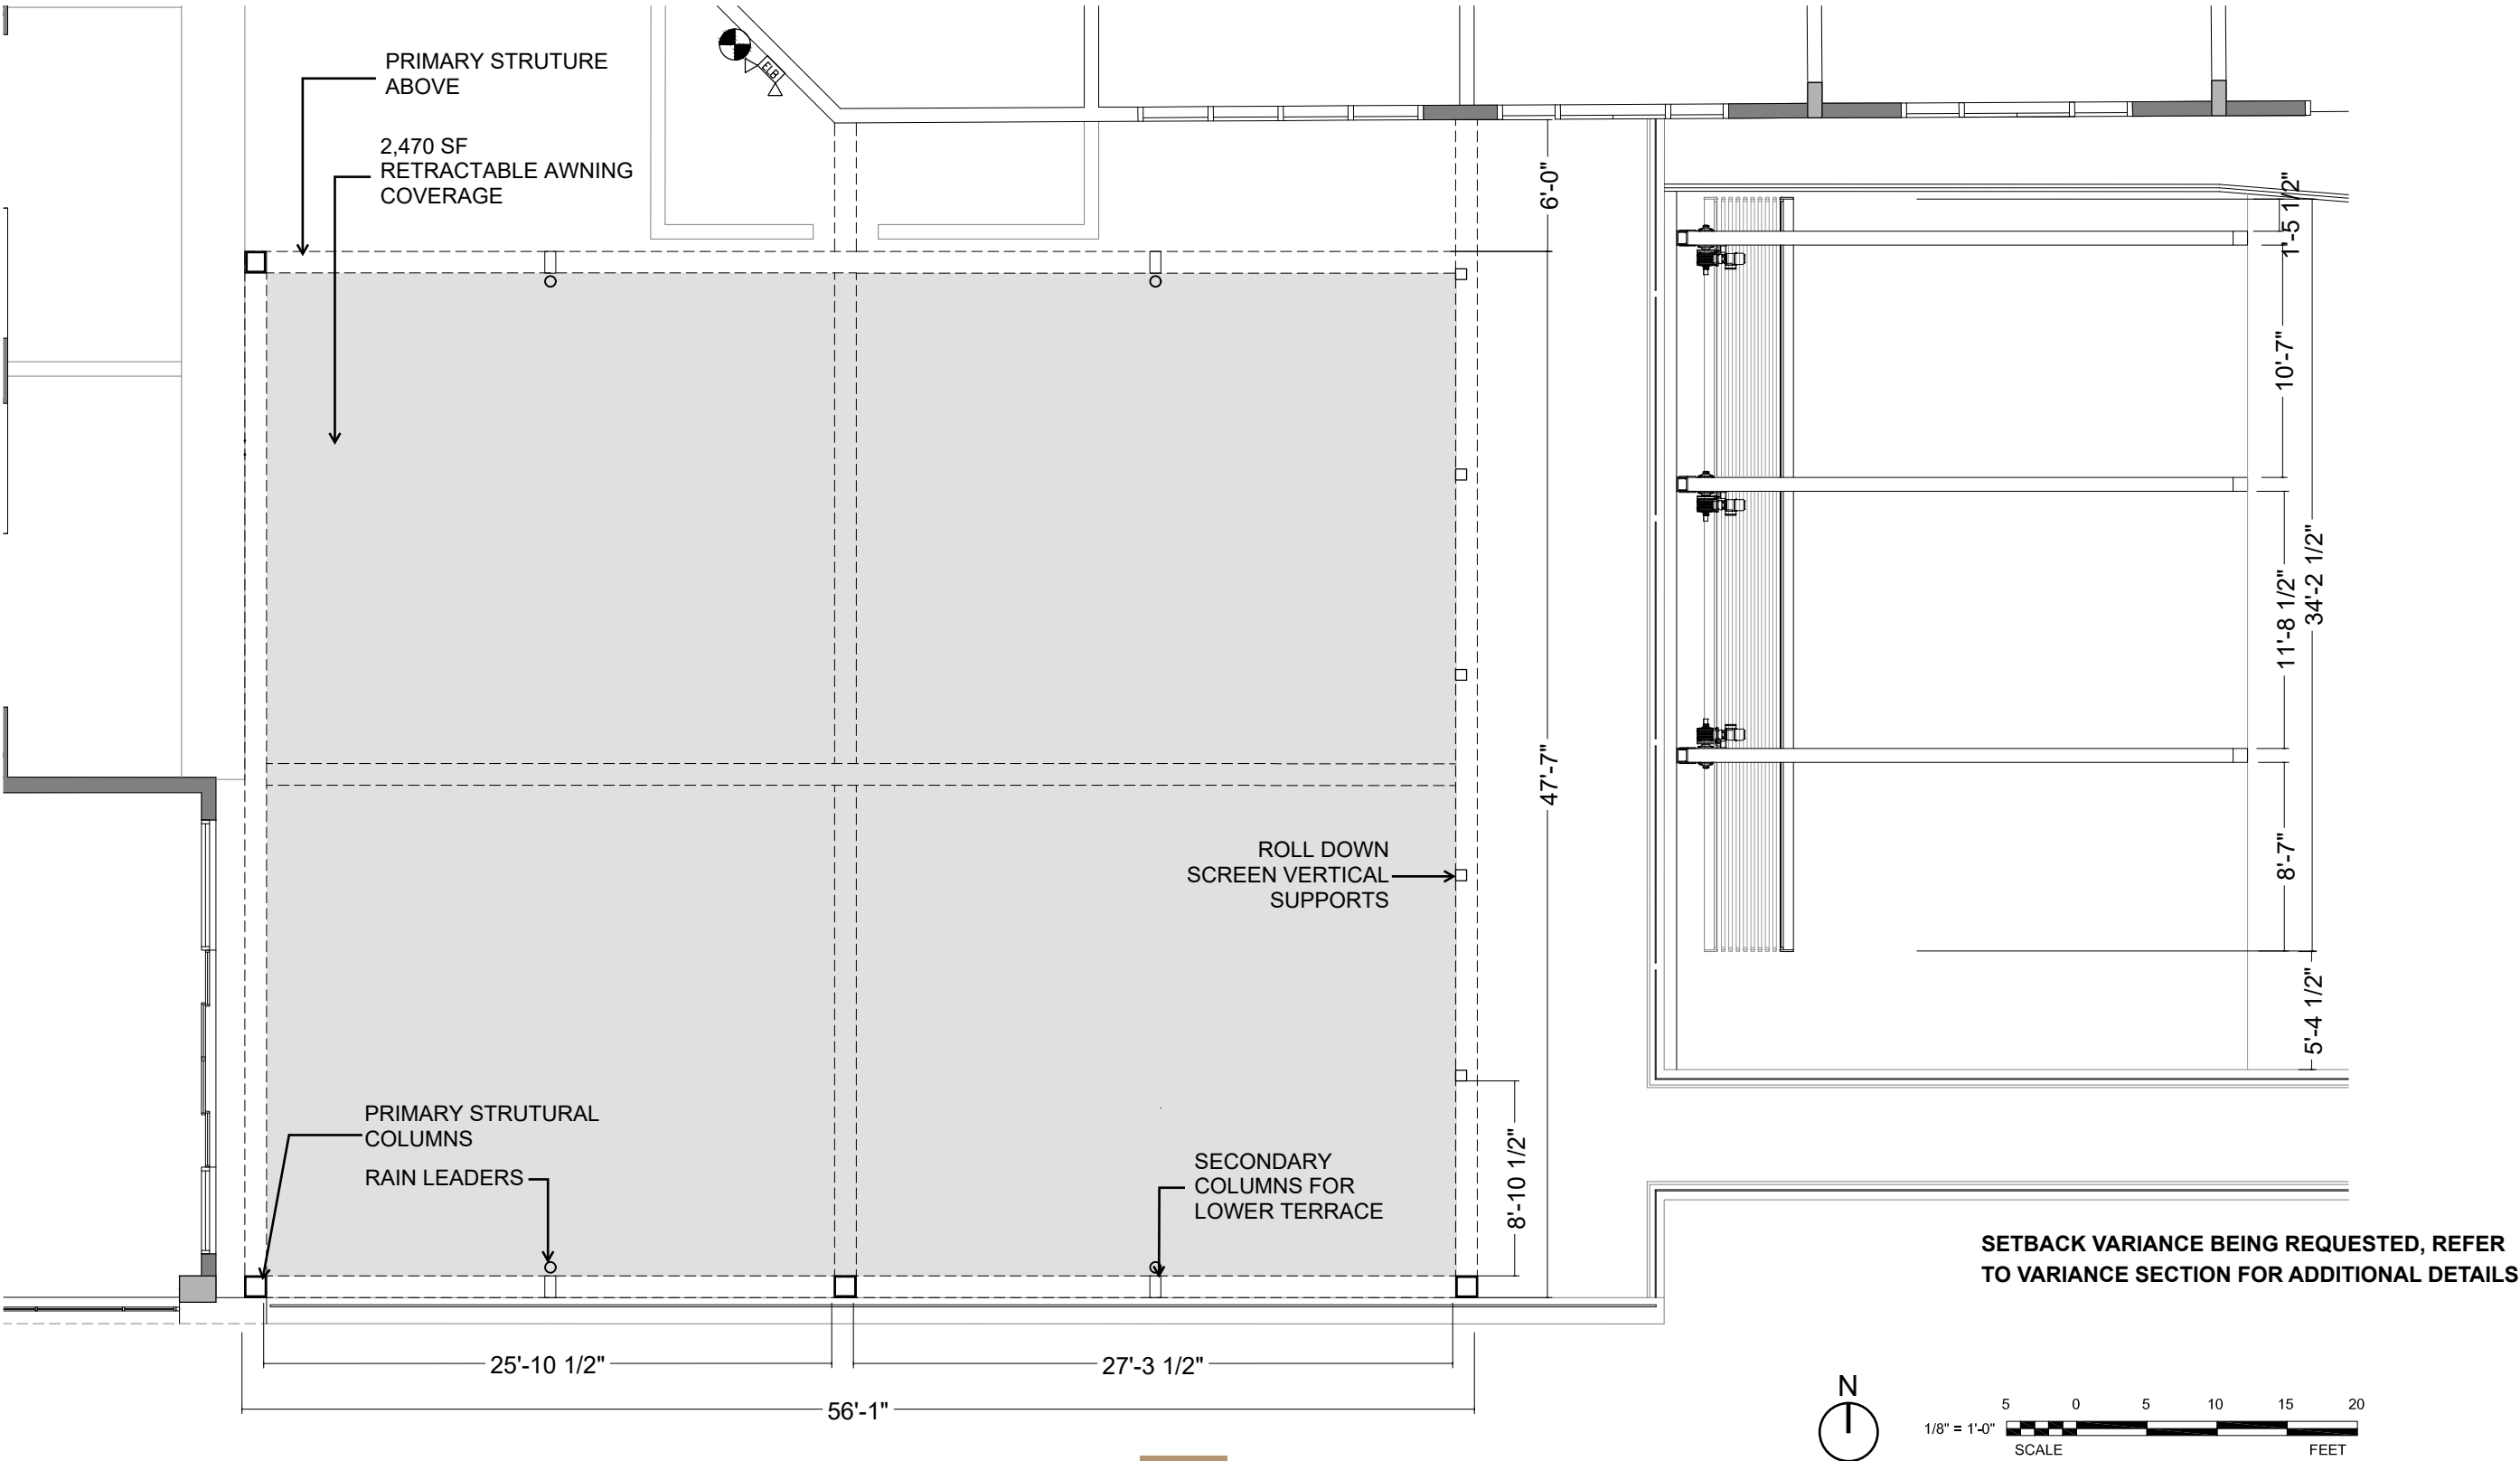 PRIMARY STRUTURE
ABOVE
2,470 SF
RETRACTABLE AWNING
COVERAGE
ELB
6'-0"
1'-5 1/2"
10'-7"
11'-8 1/2"
34'-2 1/2"
47'-7"
8'-7"
ROLL DOWN
SCREEN VERTICAL
SUPPORTS
5'-4 1/2"
PRIMARY STRUTURAL
COLUMNS
RAIN LEADERS
SECONDARY
COLUMNS FOR
LOWER TERRACE
8'-10 1/2"
SETBACK VARIANCE BEING REQUESTED, REFER
TO VARIANCE SECTION FOR ADDITIONAL DETAILS
25'-10 1/2"
27'-3 1/2"
56'-1"
N
5 0 5 10 15 20
1/8" = 1'-0"
SCALE FEET